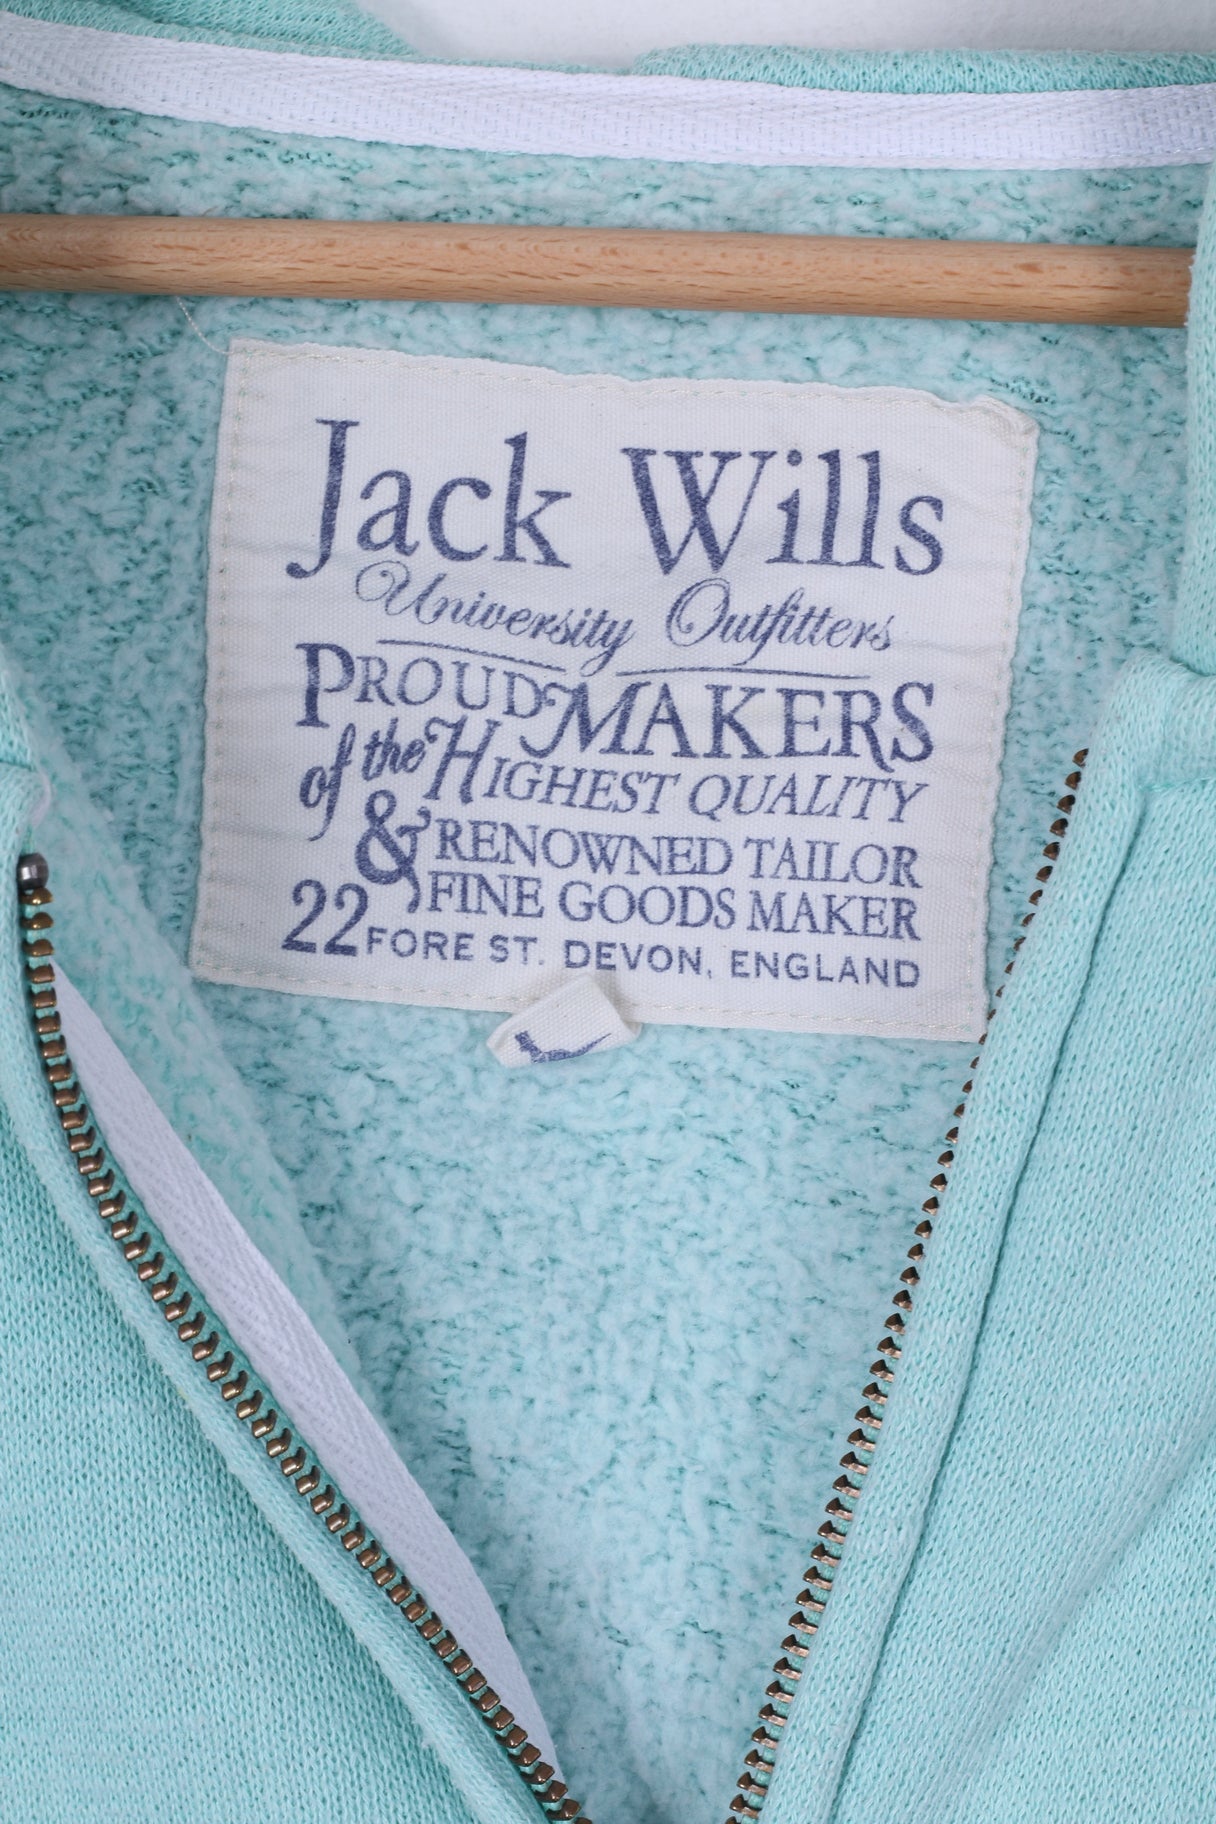 Jack Wills
University Outfitters
PROUD MAKERS
of the HIGHEST QUALITY
& RENOWNED TAILOR
FINE GOODS MAKER
22 FORE ST. DEVON, ENGLAND